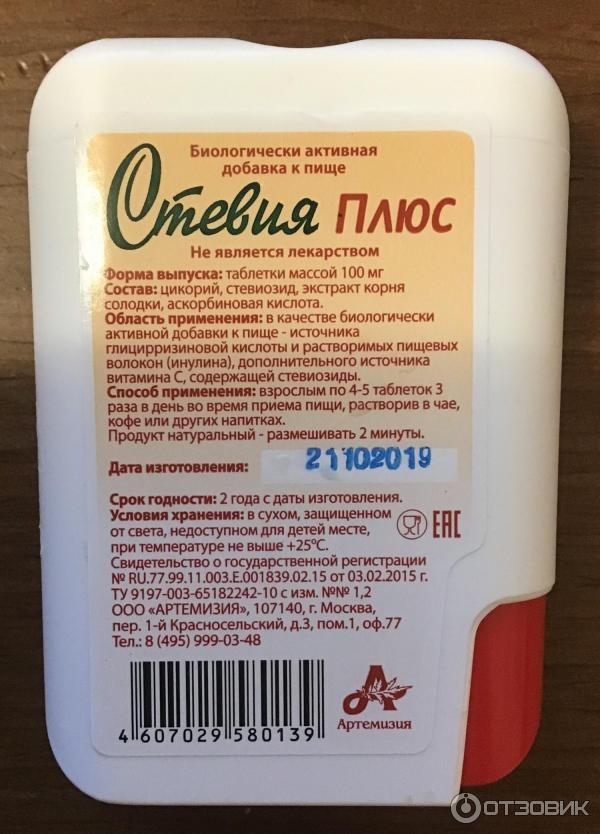 Биологически активная
добавка к пище
Стевия Плюс
Не является лекарством
Форма выпуска: таблетки массой 100 мг
Состав: цикорий, стевиозид, экстракт корня
солодки, аскорбиновая кислота.
Область применения: в качестве биологически
активной добавки к пище - источника
глицирризиновой кислоты и растворимых пищевых
волокон (инулина), дополнительного источника
витамина С, содержащей стевиозиды.
Способ применения: взрослым по 4-5 таблеток 3
раза в день во время приема пищи, растворив в чае,
кофе или других напитках.
Продукт натуральный - размешивать 2 минуты.
Дата изготовления: 21102019
Срок годности: 2 года с даты изготовления.
Условия хранения: в сухом, защищенном
от света, недоступном для детей месте,
при температуре не выше +25°С.
EAC
Свидетельство о государственной регистрации
№ RU.77.99.11.003.Е.001839.02.15 от 03.02.2015 г.
ТУ 9197-003-65182242-10 с изм. №№ 1,2
ООО «АРТЕМИЗИЯ», 107140, г. Москва,
пер. 1-й Красносельский, д.3, пом.1, оф.77
Тел.: 8 (495) 999-03-48
4 607029 580139
Артемизия
ОТЗОВИК